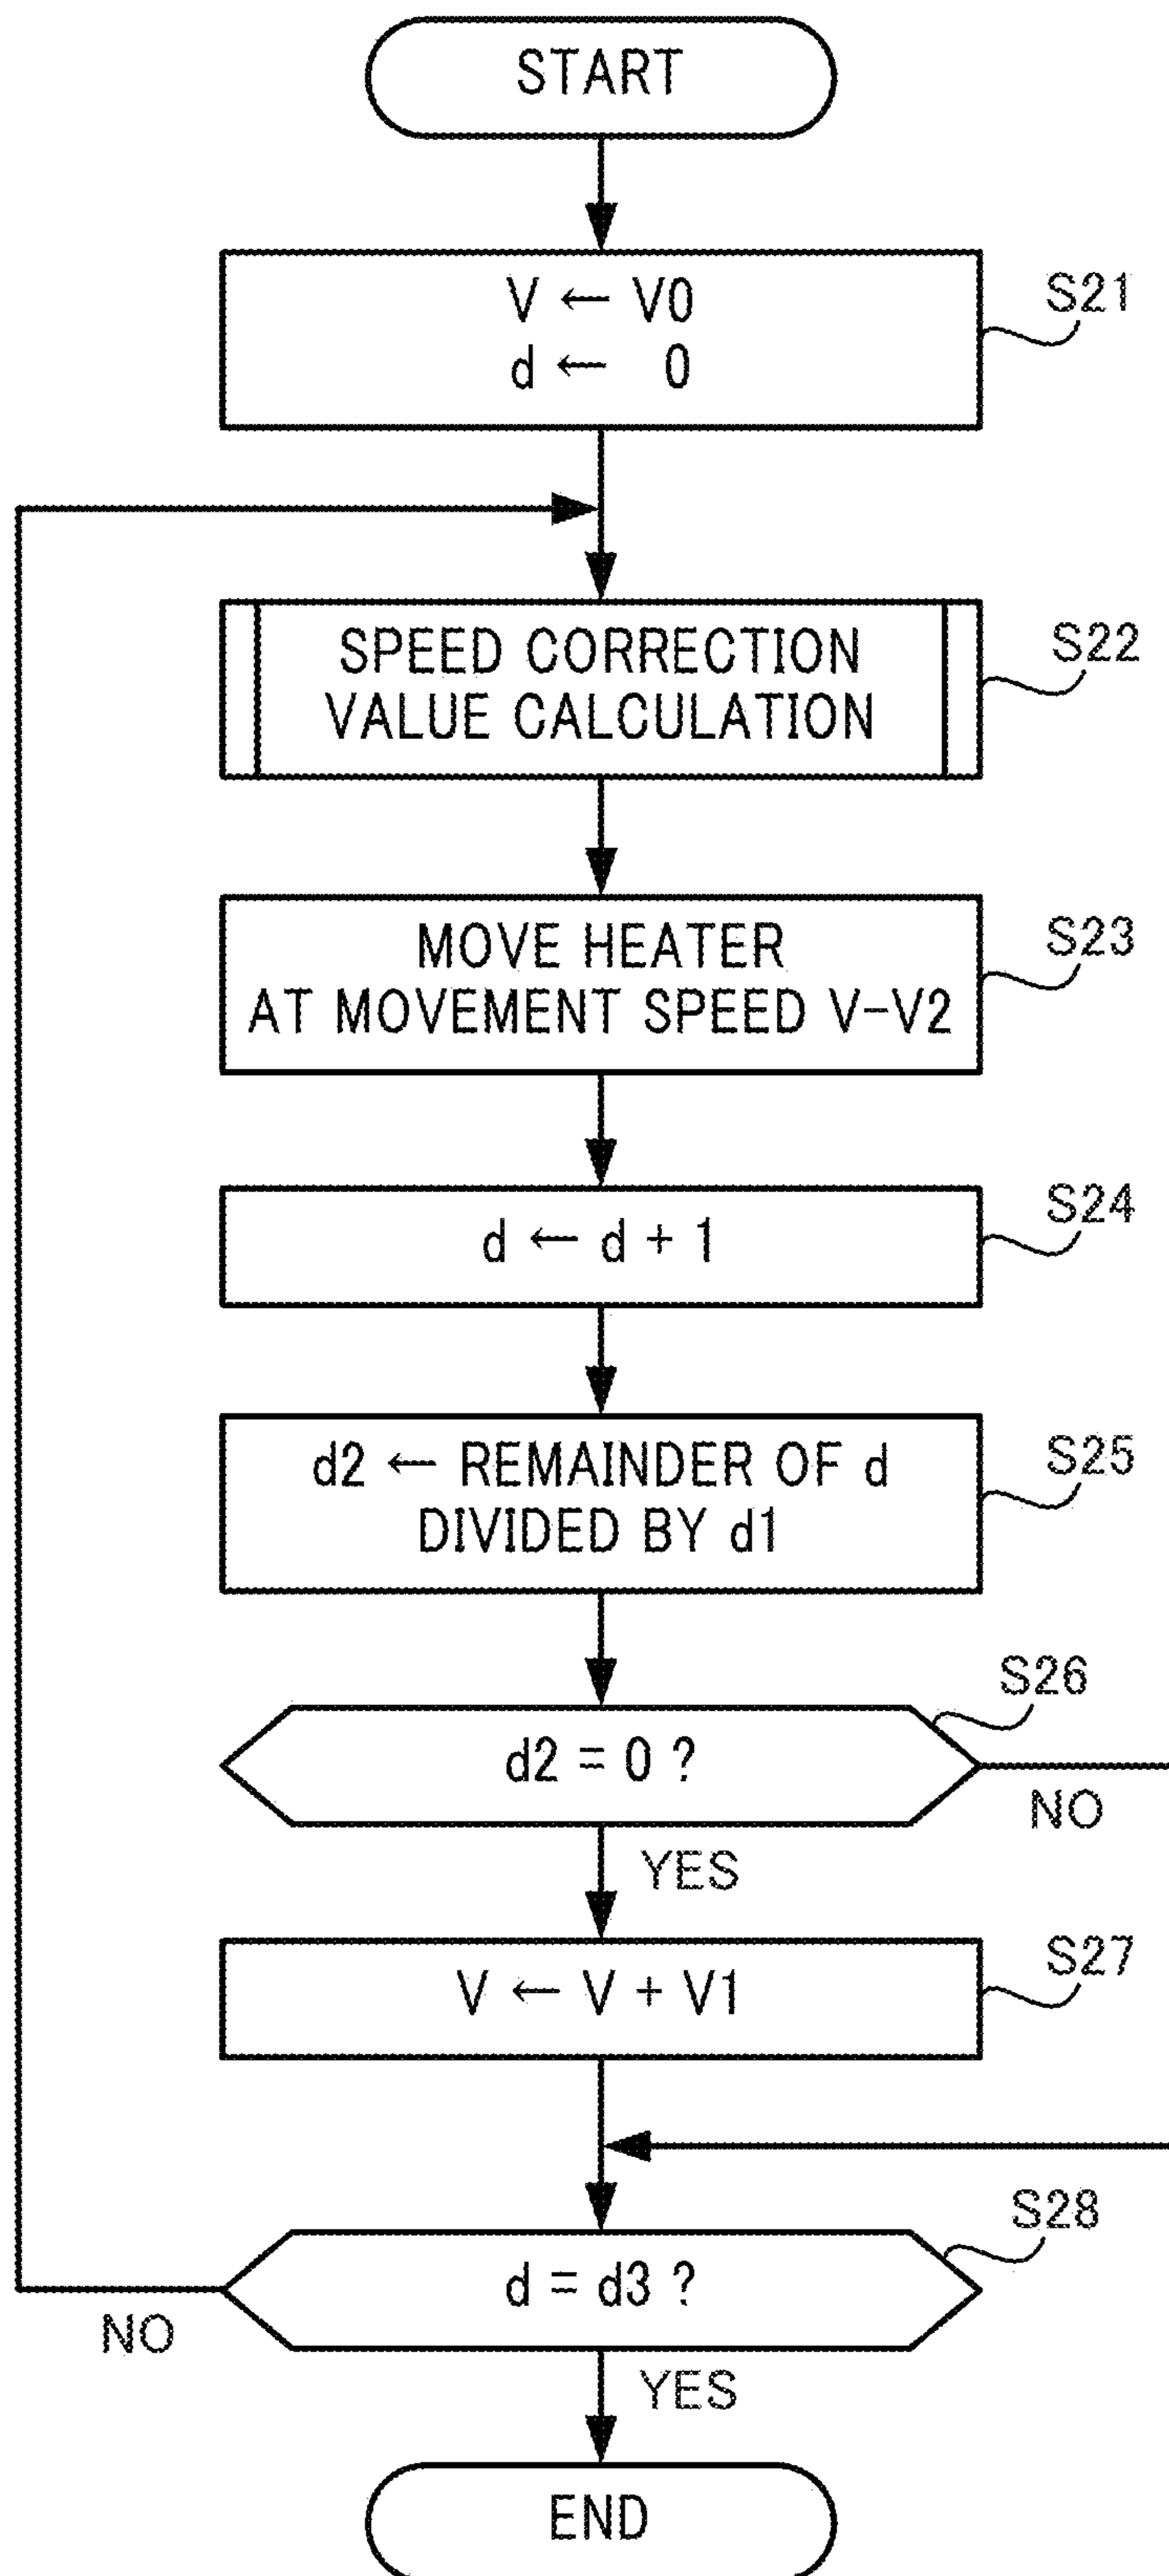 START
V ← V0
d ← 0
S21
SPEED CORRECTION
VALUE CALCULATION
S22
MOVE HEATER
AT MOVEMENT SPEED V-V2
S23
d ← d + 1
S24
d2 ← REMAINDER OF d
DIVIDED BY d1
S25
d2 = 0 ?
S26
NO
YES
V ← V + V1
S27
d = d3 ?
S28
NO
YES
END